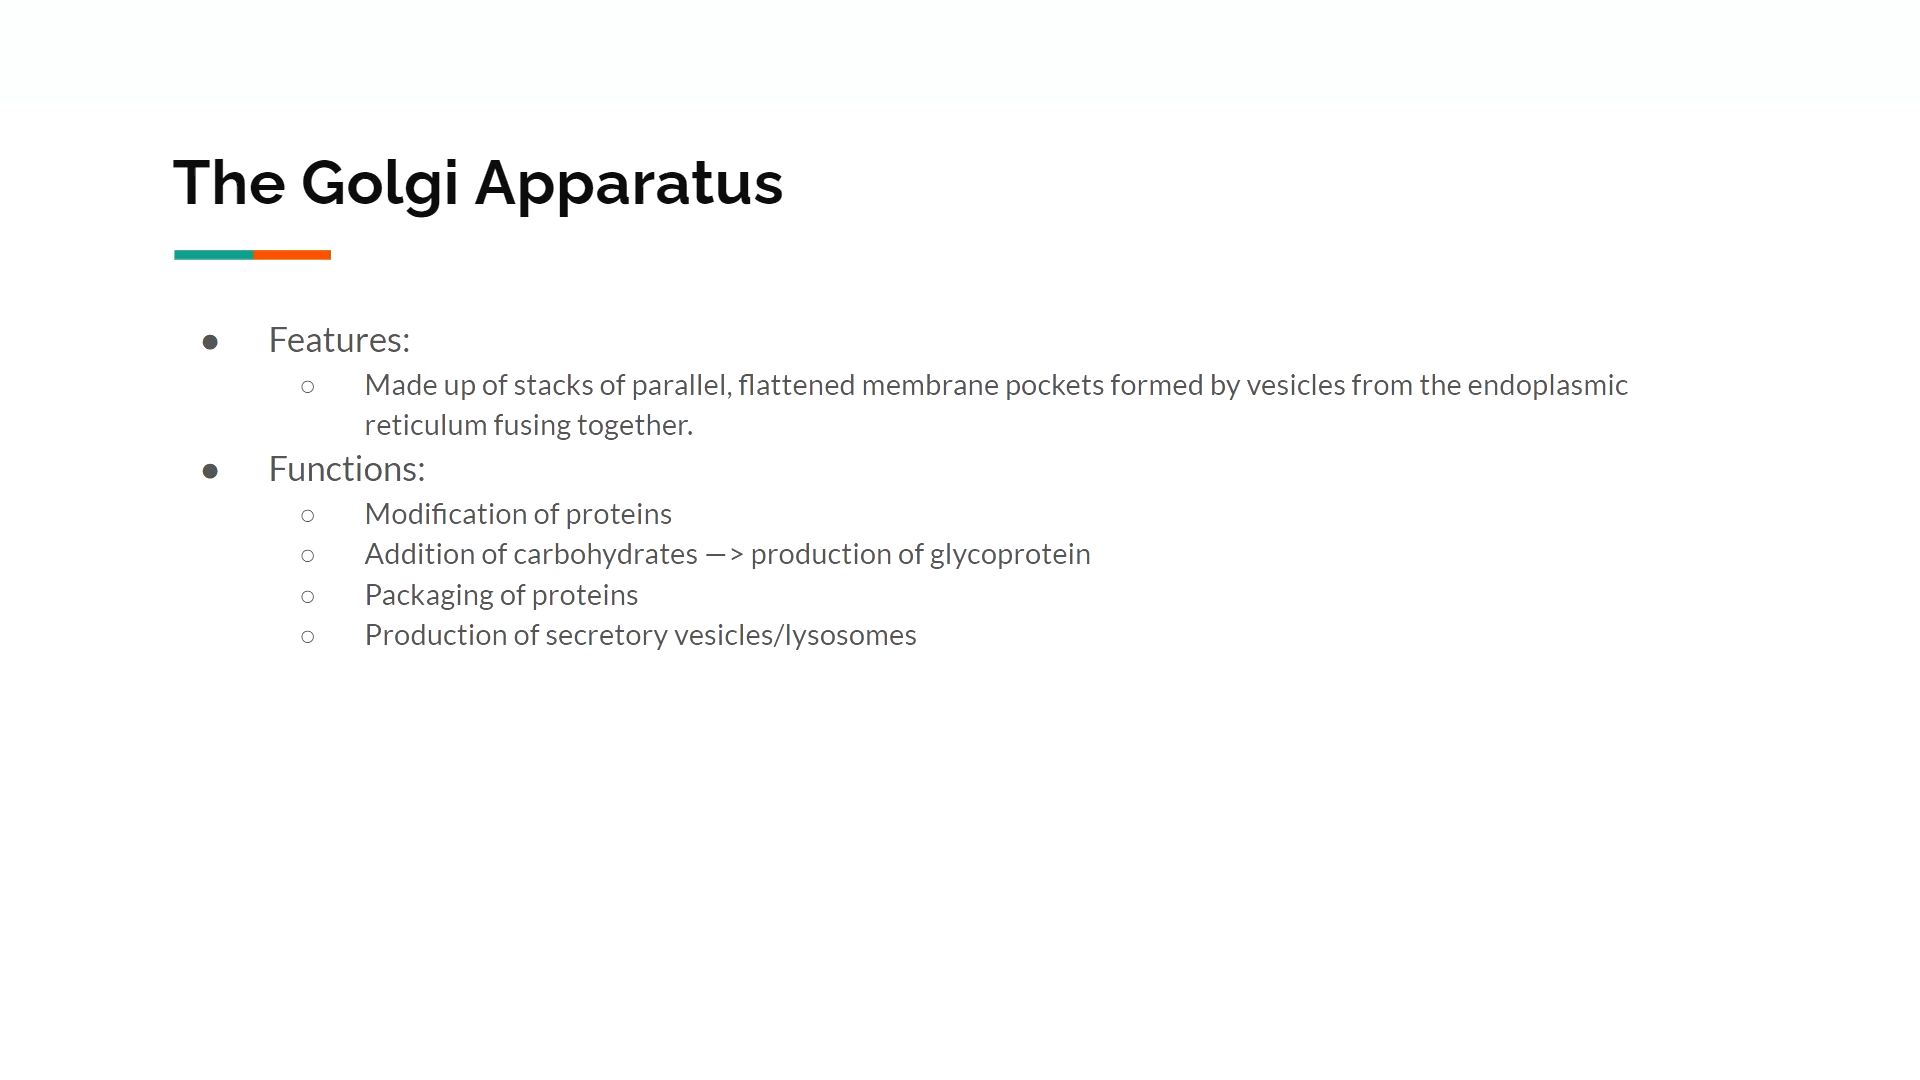 The Golgi Apparatus
● Features:
○ Made up of stacks of parallel, flattened membrane pockets formed by vesicles from the endoplasmic
reticulum fusing together.
● Functions:
○ Modification of proteins
○ Addition of carbohydrates —> production of glycoprotein
○ Packaging of proteins
○ Production of secretory vesicles/lysosomes